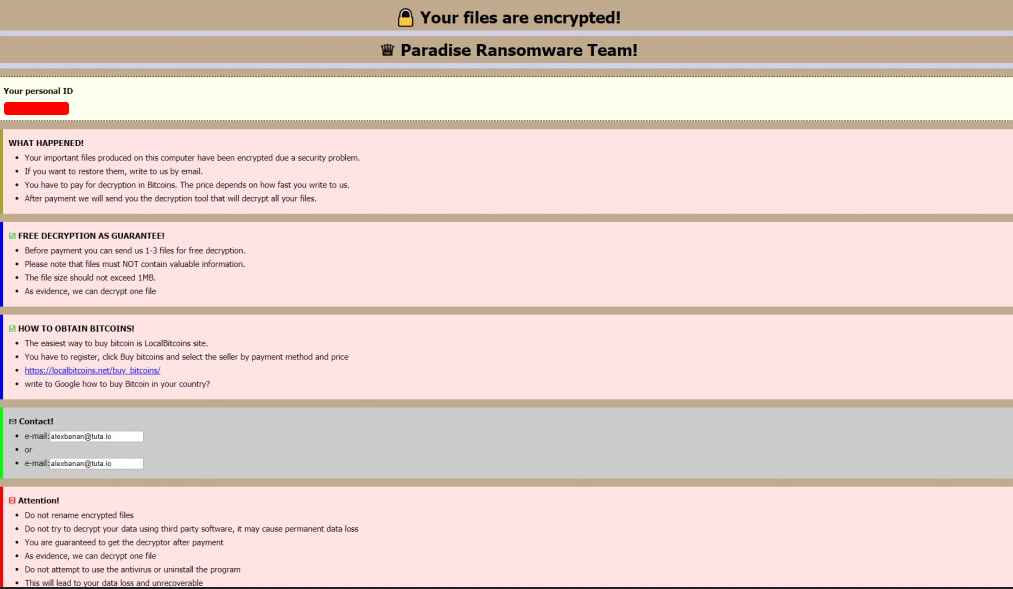 Your files are encrypted!
Paradise Ransomware Team!
Your personal ID
WHAT HAPPENED!
Your important files produced on this computer have been encrypted due a security problem.
If you want to restore them, write to us by email.
You have to pay for decryption in Bitcoins. The price depends on how fast you write to us.
After payment we will send you the decryption tool that will decrypt all your files.
FREE DECRYPTION AS GUARANTEE!
Before payment you can send us 1-3 files for free decryption.
Please note that files must NOT contain valuable information.
The file size should not exceed 1MB.
As evidence, we can decrypt one file
HOW TO OBTAIN BITCOINS!
The easiest way to buy bitcoin is LocalBitcoins site.
You have to register, click Buy bitcoins and select the seller by payment method and price
https://localbitcoins.net/buy_bitcoins/
write to Google how to buy Bitcoin in your country?
Contact!
e-mail:alexbanan@tuta.io
or
e-mail:alexbanan@tuta.io
Attention!
Do not rename encrypted files
Do not try to decrypt your data using third party software, it may cause permanent data loss
You are guaranteed to get the decryptor after payment
As evidence, we can decrypt one file
Do not attempt to use the antivirus or uninstall the program
This will lead to your data loss and unrecoverable